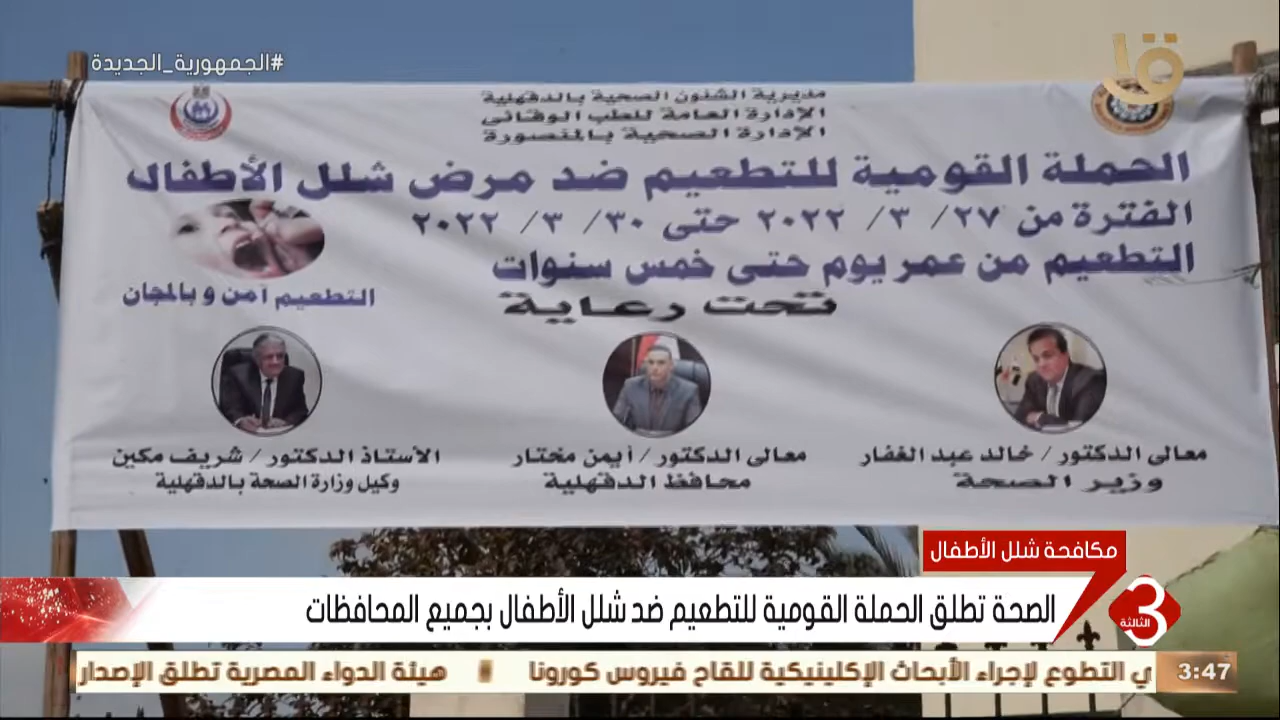 #الجمهورية_الجديدة
مديرية الشئون الصحية بالدقهلية
الإدارة العامة للطب الوقائى
الإدارة الصحية بالمنصورة
الحملة القومية للتطعيم ضد مرض شلل الأطفال
الفترة من ٢٧/ ٣/ ٢٠٢٢ حتى ٣٠/ ٣/ ٢٠٢٢
التطعيم من عمر يوم حتى خمس سنوات
التطعيم آمن و بالمجان
تحت رعاية
معالى الدكتور / خالد عبد الغفار
وزير الصحة
معالى الدكتور / أيمن مختار
محافظ الدقهلية
الأستاذ الدكتور / شريف مكين
وكيل وزارة الصحة بالدقهلية
مكافحة شلل الأطفال
الصحة تطلق الحملة القومية للتطعيم ضد شلل الأطفال بجميع المحافظات
3
الثالثة
ي التطوع لإجراء الأبحاث الإكلينيكية للقاح فيروس كورونا
هيئة الدواء المصرية تطلق الإصدار
3:47